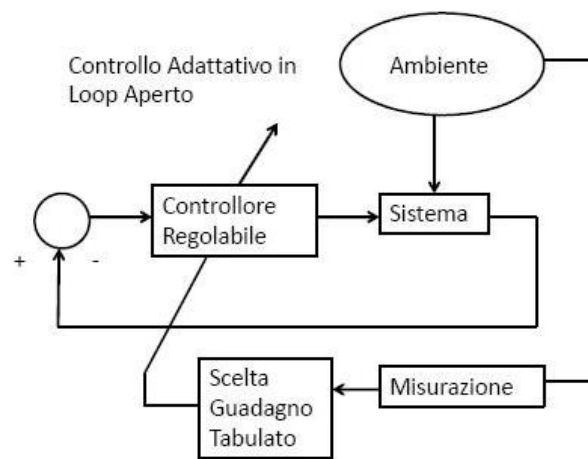 Controllo Adattativo in
Loop Aperto
Ambiente
Controllore
Regolabile
Sistema
+ -
Scelta
Guadagno
Tabulato
Misurazione